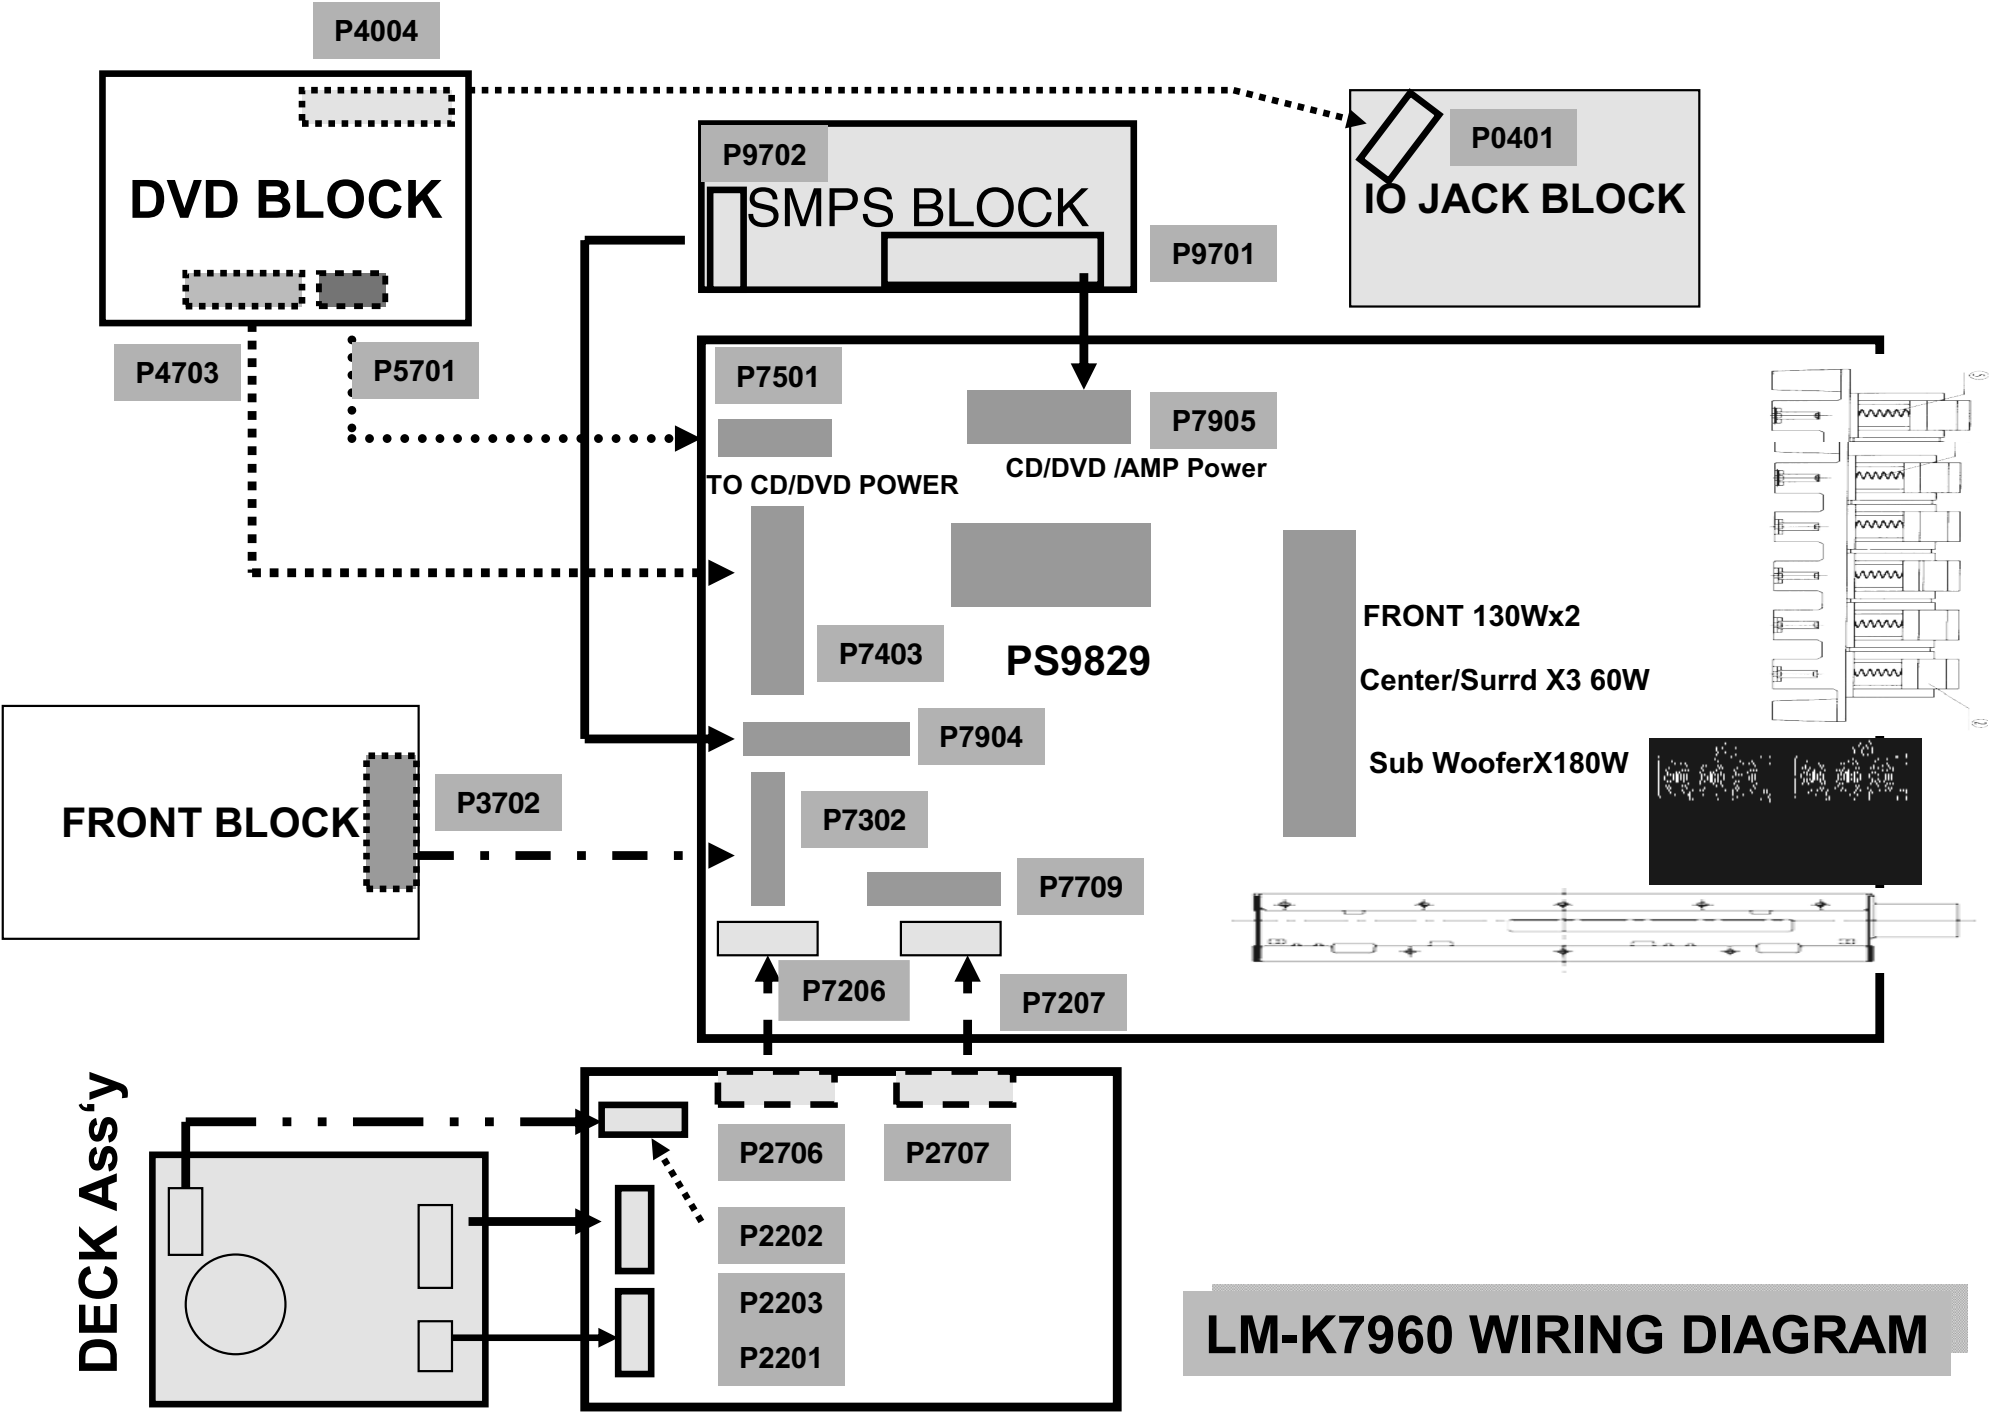 P4004
DVD BLOCK
P9702
SMPS BLOCK
P9701
P0401
IO JACK BLOCK
P4703
P5701
P7501
TO CD/DVD POWER
P7905
CD/DVD /AMP Power
P7403
PS9829
FRONT 130Wx2
Center/Surrd X3 60W
Sub WooferX180W
P7904
FRONT BLOCK
P3702
P7302
P7709
P7206
P7207
DECK Ass‘y
P2706
P2707
P2202
P2203
P2201
LM-K7960 WIRING DIAGRAM